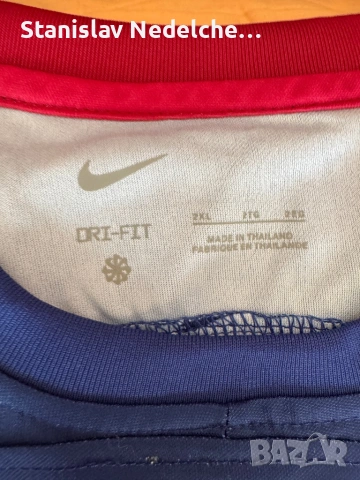 Stanislav Nedelche...
DRI-FIT
2XL 2TG 2EG
MADE IN THAILAND
FABRIQUE EN THAILANDE
BAZAR